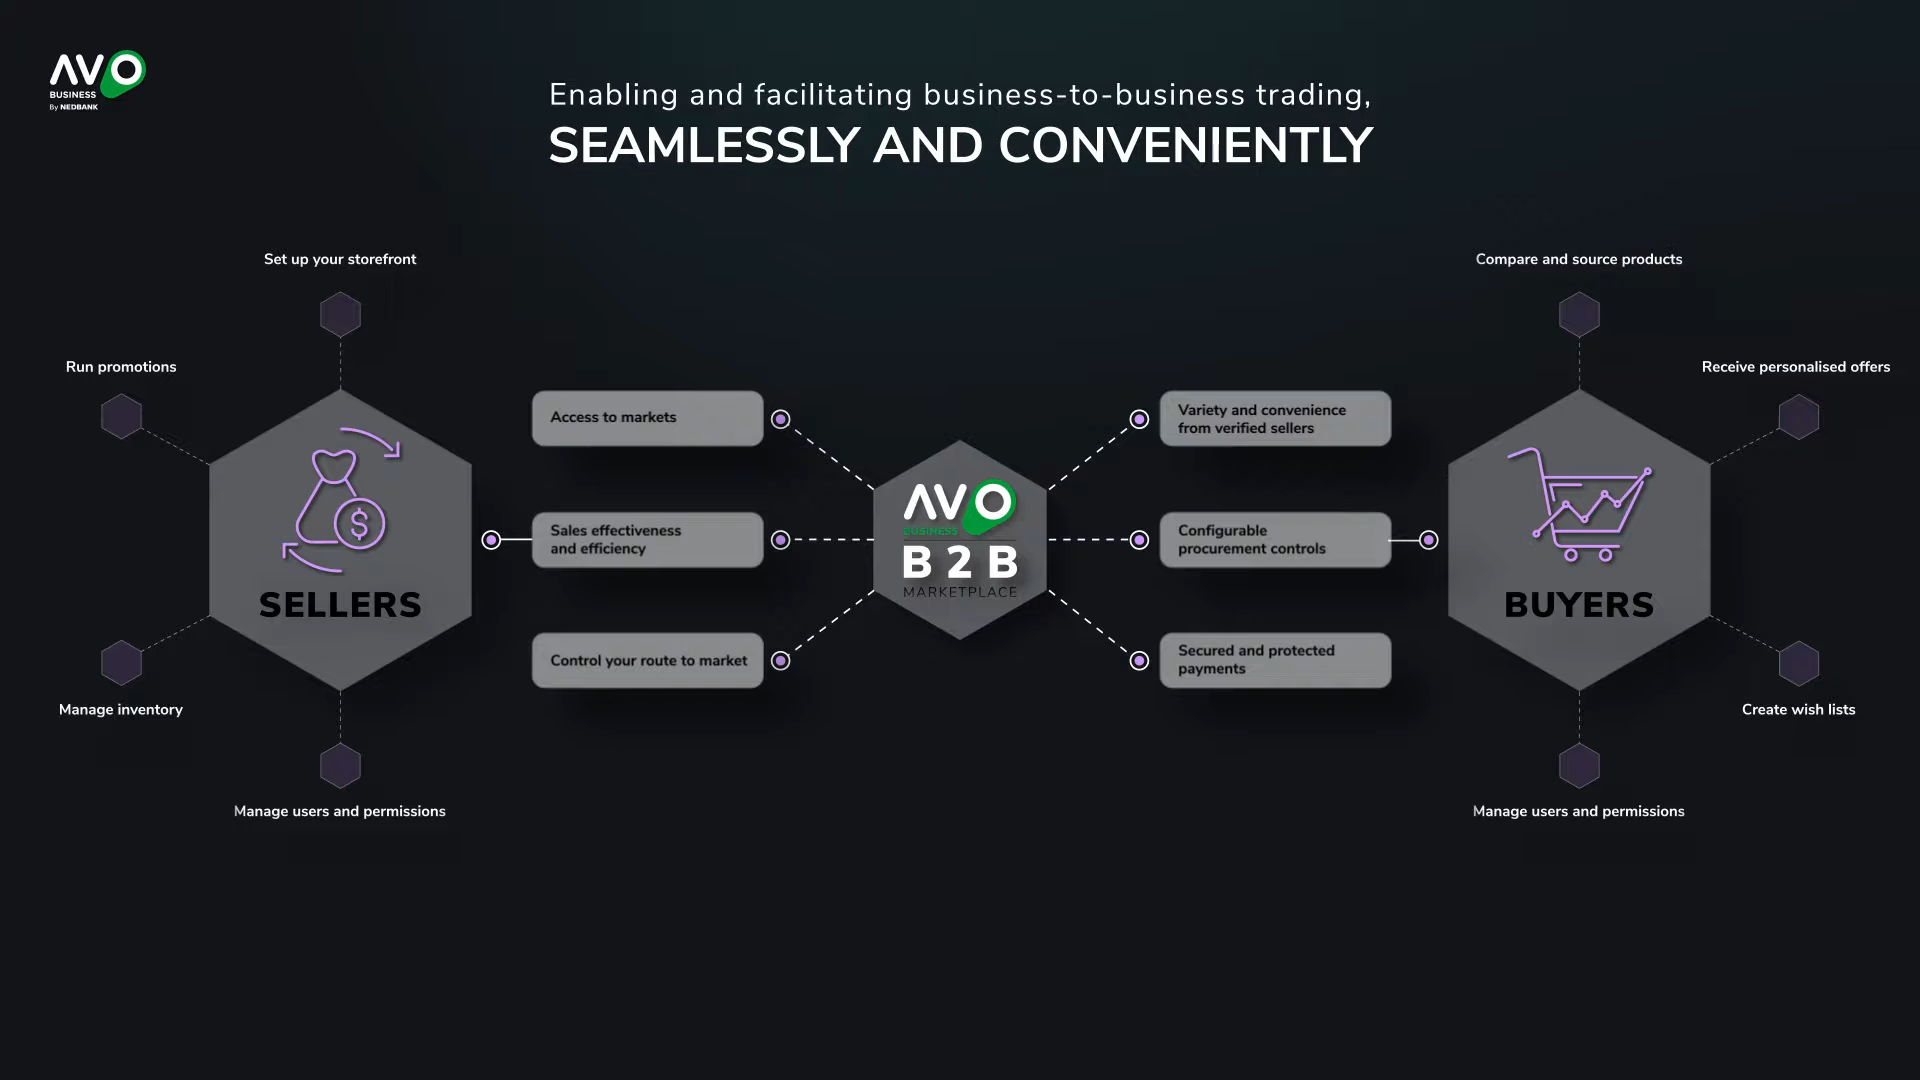 AVO
BUSINESS
By NEDBANK
Enabling and facilitating business-to-business trading,
SEAMLESSLY AND CONVENIENTLY
Set up your storefront
Run promotions
$
SELLERS
Manage inventory
Manage users and permissions
Access to markets
Sales effectiveness
and efficiency
Control your route to market
AVO
BUSINESS
B2B
MARKETPLACE
Variety and convenience
from verified sellers
Configurable
procurement controls
Secured and protected
payments
Compare and source products
Receive personalised offers
BUYERS
Create wish lists
Manage users and permissions